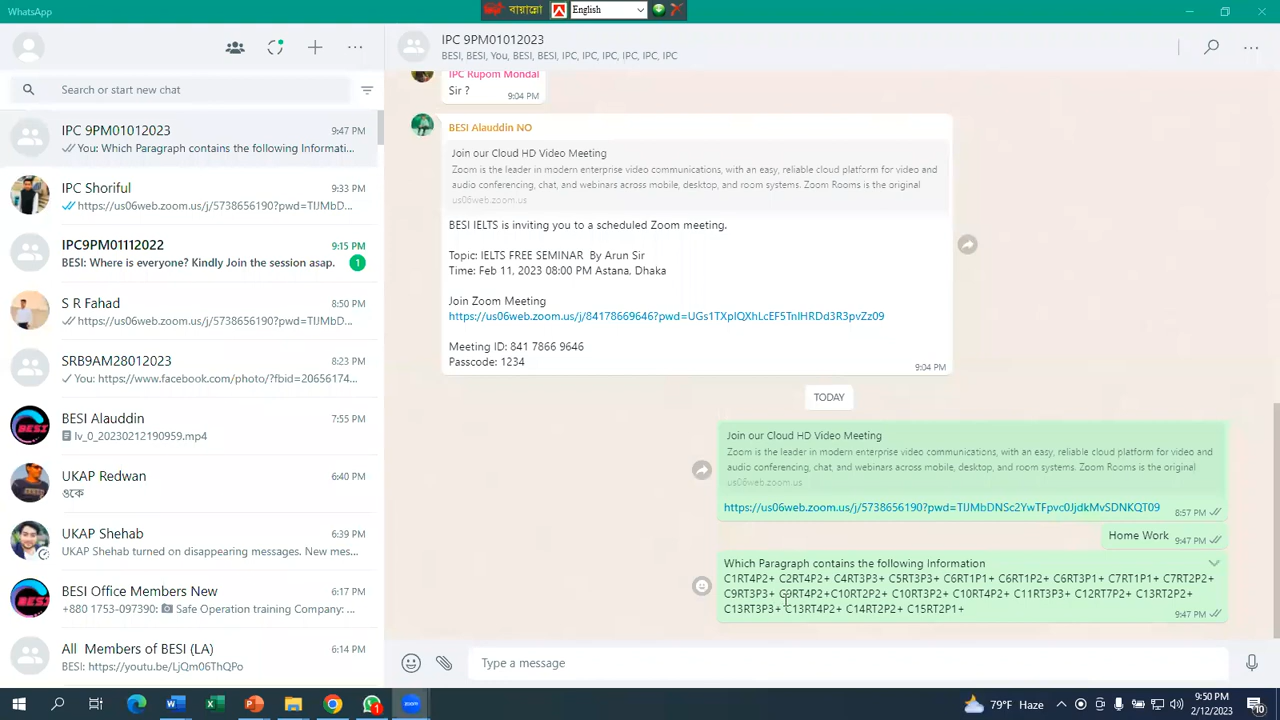 WhatsApp
বায়ান্নো
English
Search or start new chat
IPC 9PM01012023
9:47 PM
You: Which Paragraph contains the following Informati...
IPC Shoriful
9:33 PM
https://us06web.zoom.us/j/5738656190?pwd=TlJMbD...
IPC9PM01112022
9:15 PM
BESI: Where is everyone? Kindly Join the session asap.
1
S R Fahad
8:50 PM
https://us06web.zoom.us/j/5738656190?pwd=TlJMbD...
SRB9AM28012023
8:23 PM
You: https://www.facebook.com/photo/?fbid=20656174...
BESI Alauddin
7:55 PM
lv_0_20230212190959.mp4
UKAP Redwan
6:40 PM
ওকে
UKAP Shehab
6:39 PM
UKAP Shehab turned on disappearing messages. New mes...
BESI Office Members New
6:17 PM
+880 1753-097390: Safe Operation training Company: ...
All Members of BESI (LA)
6:14 PM
BESI: https://youtu.be/LjQm06ThQPo
IPC 9PM01012023
BESI, BESI, You, BESI, BESI, IPC, IPC, IPC, IPC, IPC
IPC Rupom Mondal
Sir ?
9:04 PM
BESI Alauddin NO
Join our Cloud HD Video Meeting
Zoom is the leader in modern enterprise video communications, with an easy, reliable cloud platform for video and
audio conferencing, chat, and webinars across mobile, desktop, and room systems. Zoom Rooms is the original
us06web.zoom.us
BESI IELTS is inviting you to a scheduled Zoom meeting.
Topic: IELTS FREE SEMINAR By Arun Sir
Time: Feb 11, 2023 08:00 PM Astana, Dhaka
Join Zoom Meeting
https://us06web.zoom.us/j/84178669646?pwd=UGs1TXpIQXhLcEF5TnlHRDd3R3pvZz09
Meeting ID: 841 7866 9646
Passcode: 1234
9:04 PM
TODAY
Join our Cloud HD Video Meeting
Zoom is the leader in modern enterprise video communications, with an easy, reliable cloud platform for video and
audio conferencing, chat, and webinars across mobile, desktop, and room systems. Zoom Rooms is the original
us06web.zoom.us
https://us06web.zoom.us/j/5738656190?pwd=TlJMbDNSc2YwTFpvc0JjdkMvSDNKQT09
8:57 PM
Home Work
9:47 PM
Which Paragraph contains the following Information
C1RT4P2+ C2RT4P2+ C4RT3P3+ C5RT3P3+ C6RT1P1+ C6RT1P2+ C6RT3P1+ C7RT1P1+ C7RT2P2+
C9RT3P3+ C9RT4P2+C10RT2P2+ C10RT3P2+ C10RT4P2+ C11RT3P3+ C12RT7P2+ C13RT2P2+
C13RT3P3+ C13RT4P2+ C14RT2P2+ C15RT2P1+
9:47 PM
Type a message
79°F Haze
9:50 PM
2/12/2023
10
1
zoom